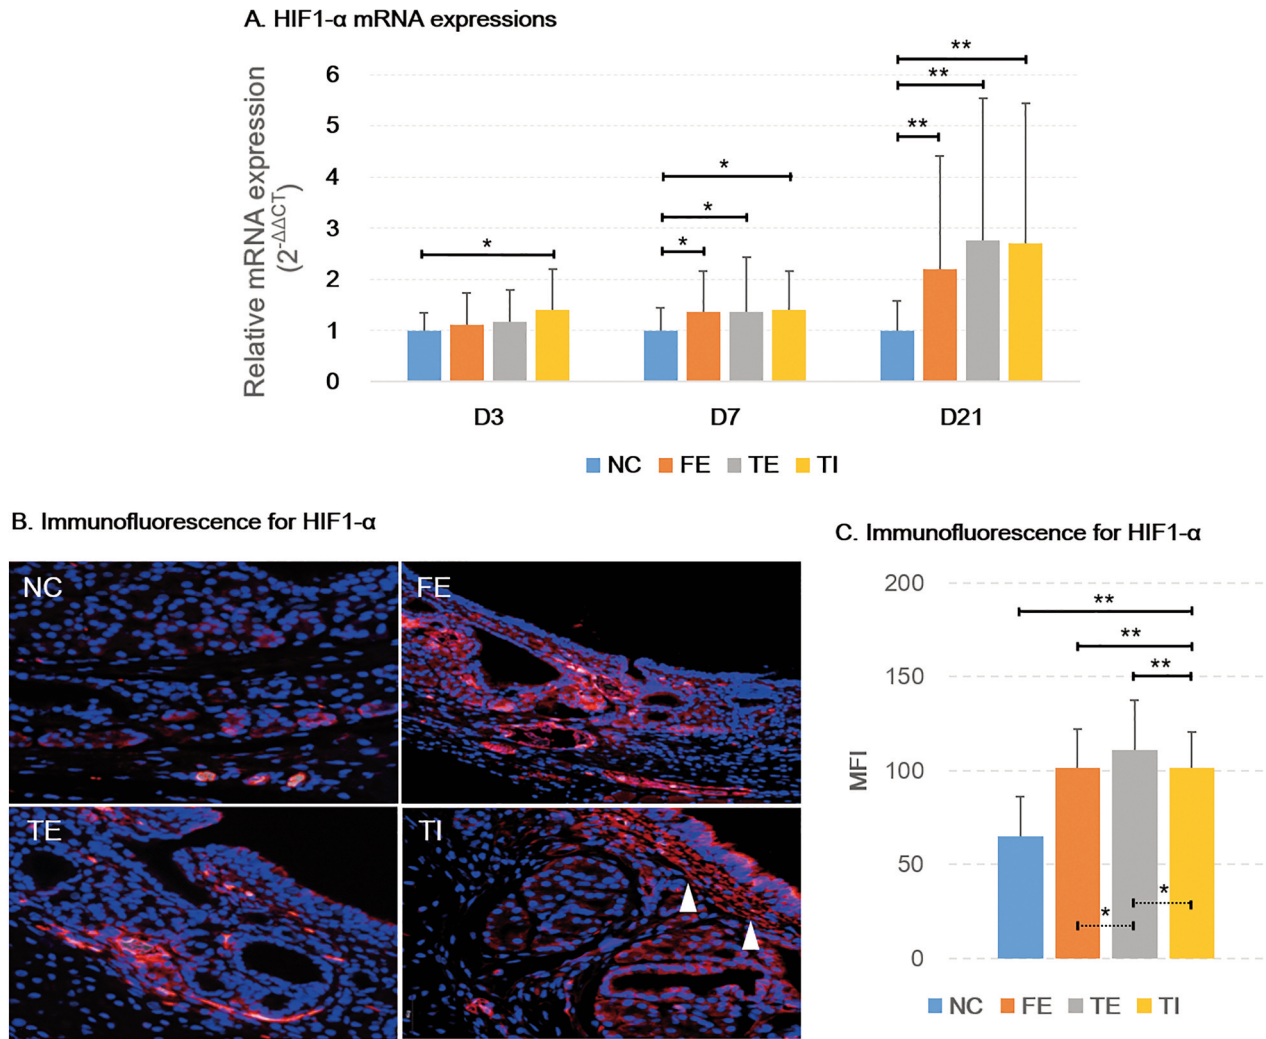 A. HIF1-α mRNA expressions
Relative mRNA expression
(2-ΔΔCT)
6
5
4
3
2
1
0
*
*
*
*
**
**
**
D3 D7 D21
NC FE TE TI
B. Immunofluorescence for HIF1-α
NC
FE
TE
TI
C. Immunofluorescence for HIF1-α
MFI
200
150
100
50
0
**
**
**
*
*
NC FE TE TI